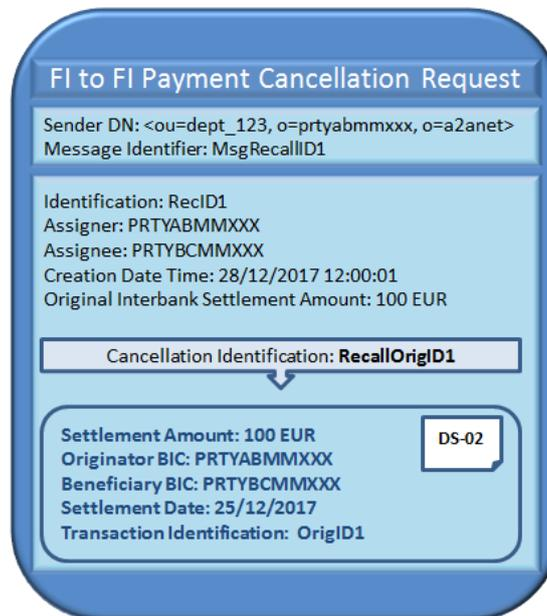 FI to FI Payment Cancellation Request
Sender DN: <ou=dept_123, o=prtyabmmxxx, o=a2anet>
Message Identifier: MsgRecallID1
Identification: RecID1
Assigner: PRTYABMMXXX
Assignee: PRTYBCMMXXX
Creation Date Time: 28/12/2017 12:00:01
Original Interbank Settlement Amount: 100 EUR
Cancellation Identification: RecallOrigID1
Settlement Amount: 100 EUR
DS-02
Originator BIC: PRTYABMMXXX
Beneficiary BIC: PRTYBCMMXXX
Settlement Date: 25/12/2017
Transaction Identification: OrigID1